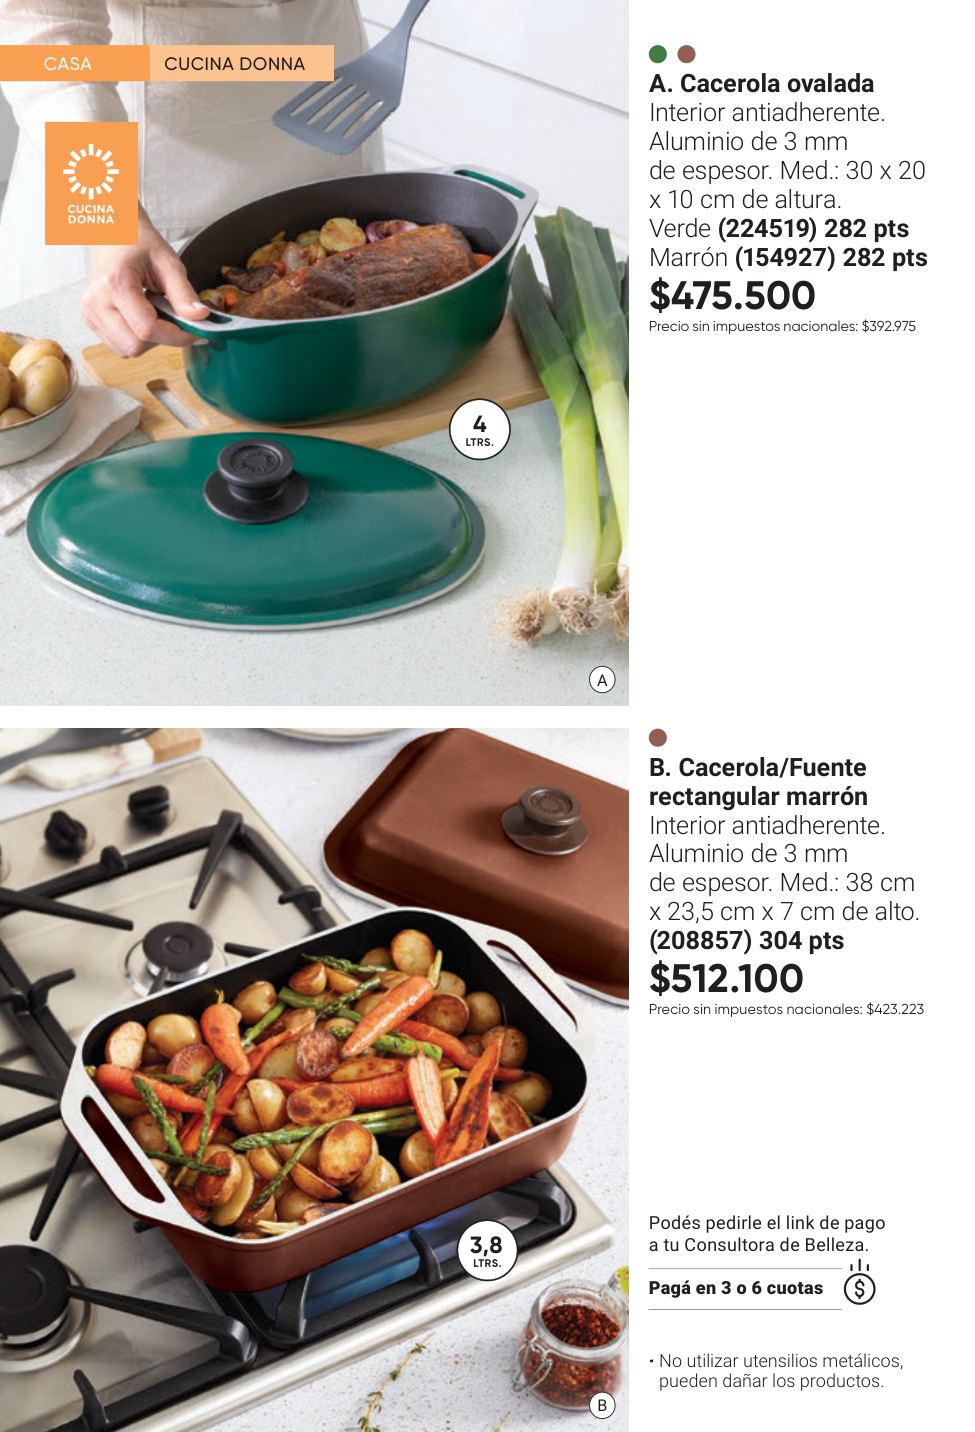 CASA
CUCINA DONNA
CUCINA
DONNA
4
LTRS.
A
A. Cacerola ovalada
Interior antiadherente.
Aluminio de 3 mm
de espesor. Med.: 30 x 20
x 10 cm de altura.
Verde (224519) 282 pts
Marrón (154927) 282 pts
$475.500
Precio sin impuestos nacionales: $392.975
3,8
LTRS.
B
B. Cacerola/Fuente
rectangular marrón
Interior antiadherente.
Aluminio de 3 mm
de espesor. Med.: 38 cm
x 23,5 cm x 7 cm de alto.
(208857) 304 pts
$512.100
Precio sin impuestos nacionales: $423.223
Podés pedirle el link de pago
a tu Consultora de Belleza.
Pagá en 3 o 6 cuotas
$
• No utilizar utensilios metálicos,
pueden dañar los productos.